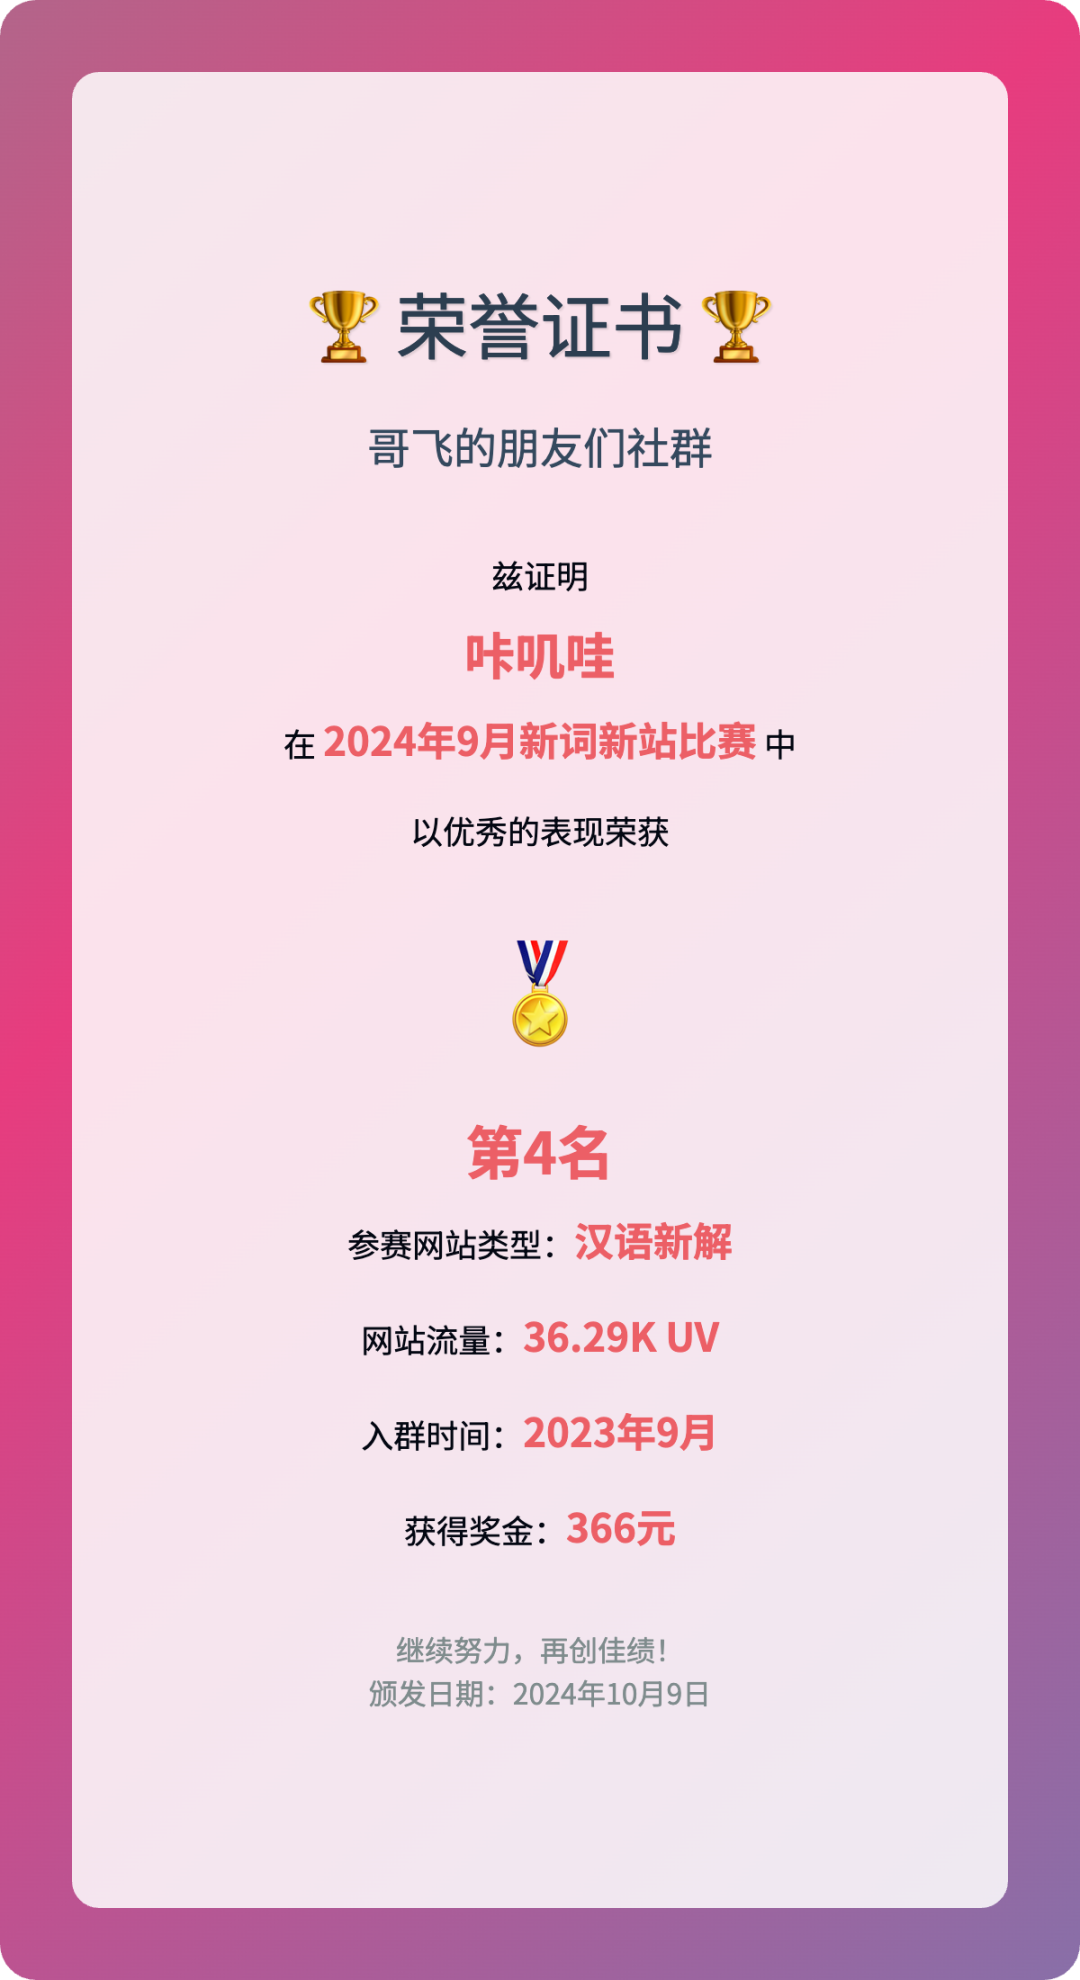 🏆 荣誉证书 🏆
哥飞的朋友们社群
兹证明
咔叽哇
在 2024年9月新词新站比赛 中
以优秀的表现荣获
第4名
参赛网站类型：汉语新解
网站流量：36.29K UV
入群时间：2023年9月
获得奖金：366元
继续努力，再创佳绩！
颁发日期：2024年10月9日